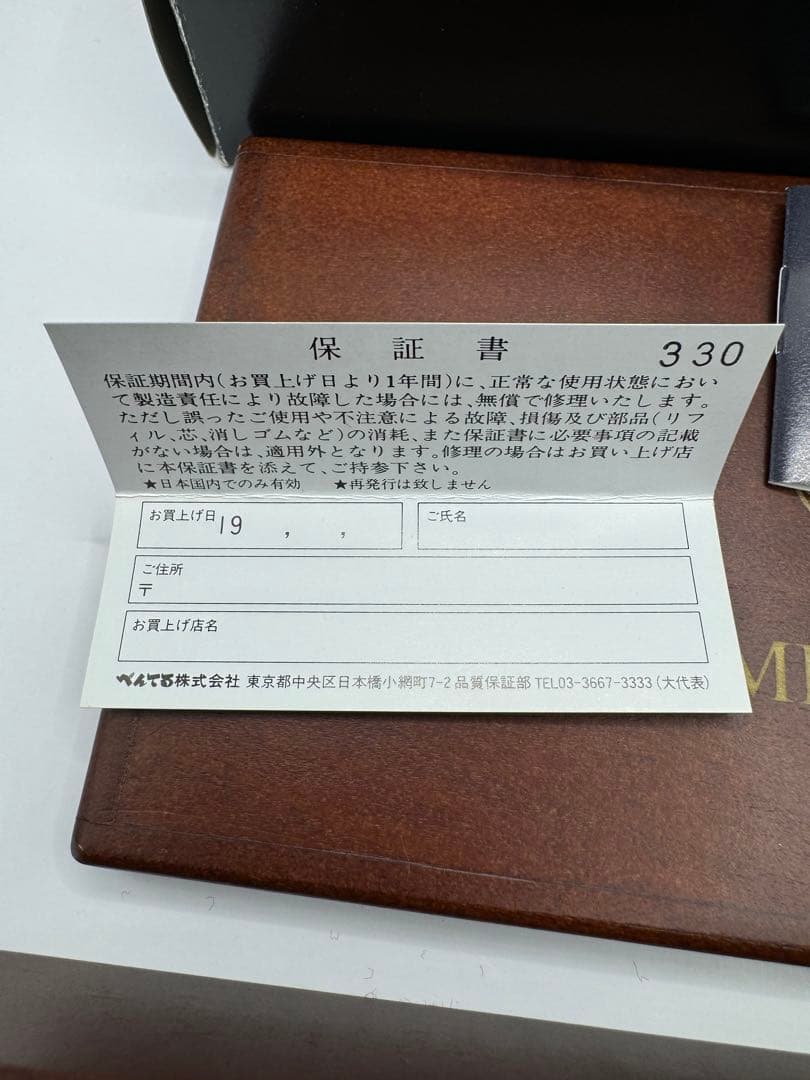 保証書 330
保証期間内(お買上げ日より1年間)に、正常な使用状態におい
て製造責任により故障した場合には、無償で修理いたします。
ただし誤ったご使用や不注意による故障、損傷及び部品(リフ
ィル、芯、消しゴムなど)の消耗、また保証書に必要事項の記載
がない場合は、適用外となります。修理の場合はお買い上げ店
に本保証書を添えて、ご持参下さい。
★日本国内でのみ有効 ★再発行は致しません
お買上げ日 19 , , ご氏名
ご住所
〒
お買上げ店名
ぺんてる株式会社 東京都中央区日本橋小網町7-2 品質保証部 TEL03-3667-3333(大代表)